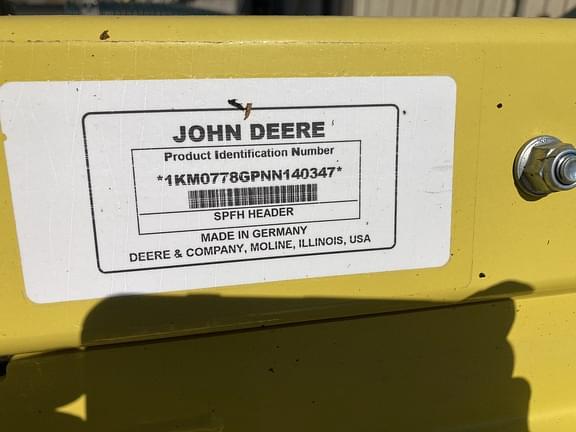 JOHN DEERE
Product Identification Number
*1KM0778GPNN140347*
SPFH HEADER
MADE IN GERMANY
DEERE & COMPANY, MOLINE, ILLINOIS, USA